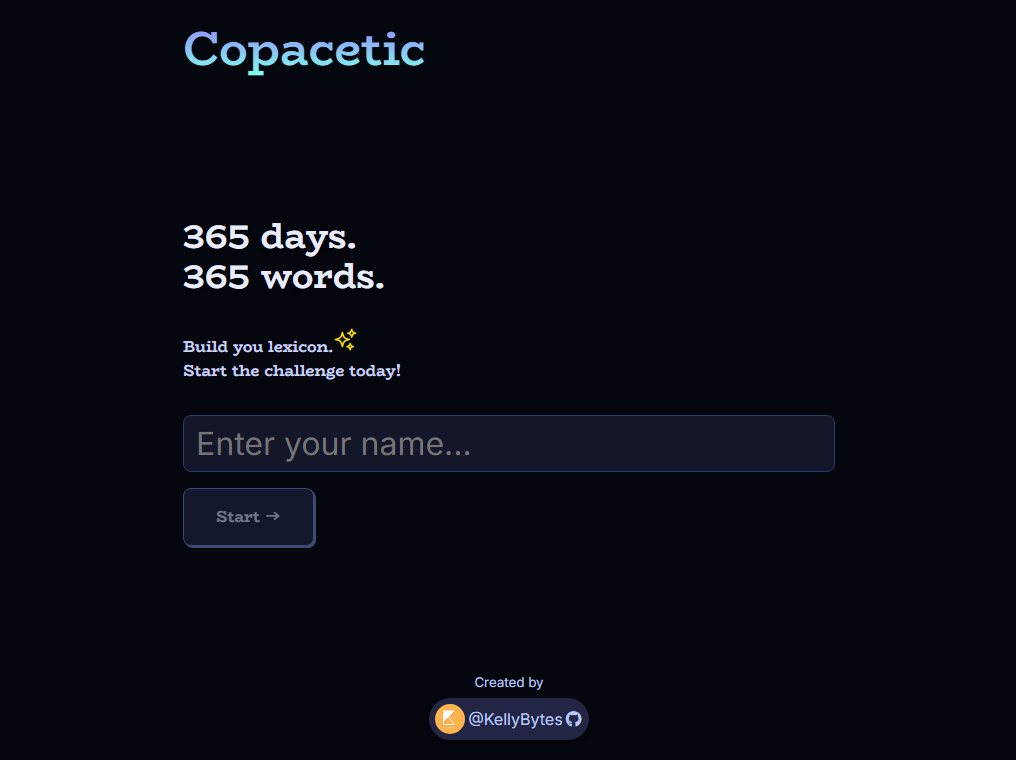 Copacetic
365 days.
365 words.
Build you lexicon.
Start the challenge today!
Enter your name...
Start →
Created by
@KellyBytes